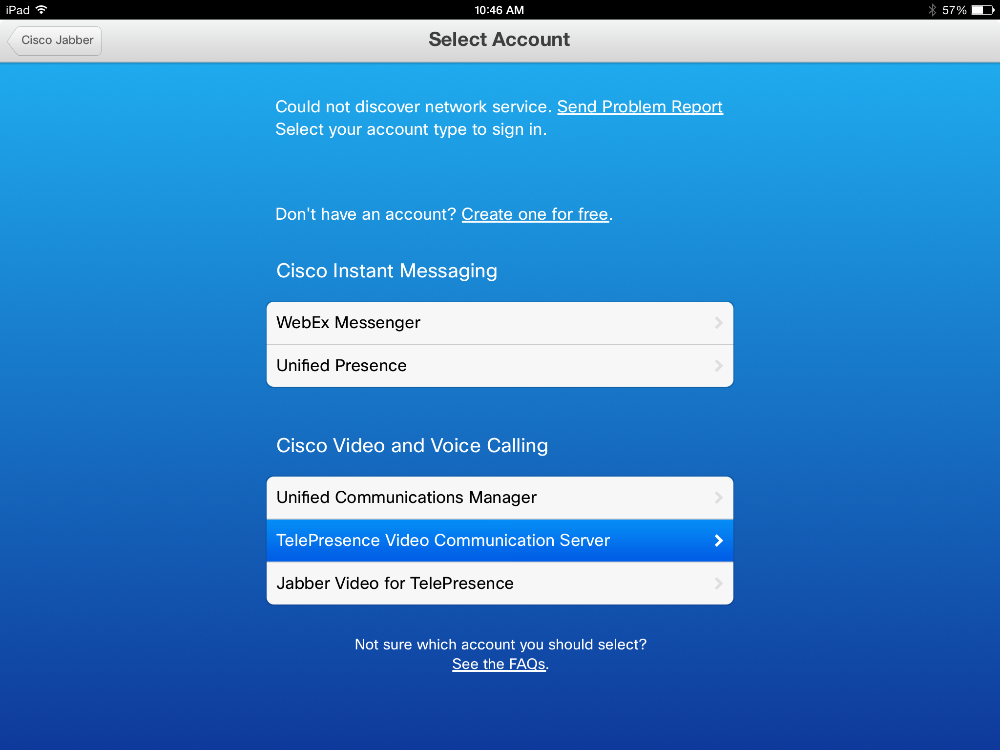 iPad
10:46 AM
57%
Cisco Jabber
Select Account
Could not discover network service. Send Problem Report
Select your account type to sign in.
Don't have an account? Create one for free.
Cisco Instant Messaging
WebEx Messenger
Unified Presence
Cisco Video and Voice Calling
Unified Communications Manager
TelePresence Video Communication Server
Jabber Video for TelePresence
Not sure which account you should select?
See the FAQs.